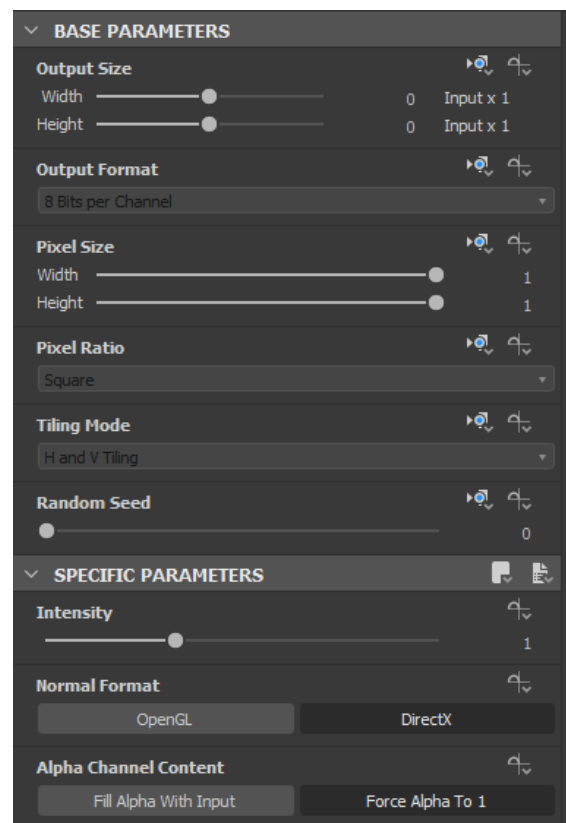 BASE PARAMETERS
Output Size
Width 0 Input x 1
Height 0 Input x 1
Output Format
8 Bits per Channel
Pixel Size
Width 1
Height 1
Pixel Ratio
Square
Tiling Mode
H and V Tiling
Random Seed
0
SPECIFIC PARAMETERS
Intensity
1
Normal Format
OpenGL DirectX
Alpha Channel Content
Fill Alpha With Input Force Alpha To 1